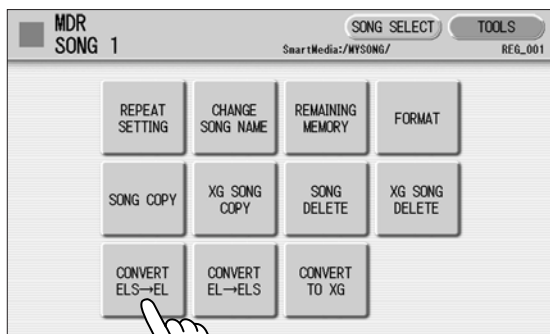 MDR
SONG SELECT
TOOLS
SONG 1
SmartMedia:/MYSONG/
REG_001
REPEAT
SETTING
CHANGE
SONG NAME
REMAINING
MEMORY
FORMAT
SONG COPY
XG SONG
COPY
SONG
DELETE
XG SONG
DELETE
CONVERT
ELS→EL
CONVERT
EL→ELS
CONVERT
TO XG